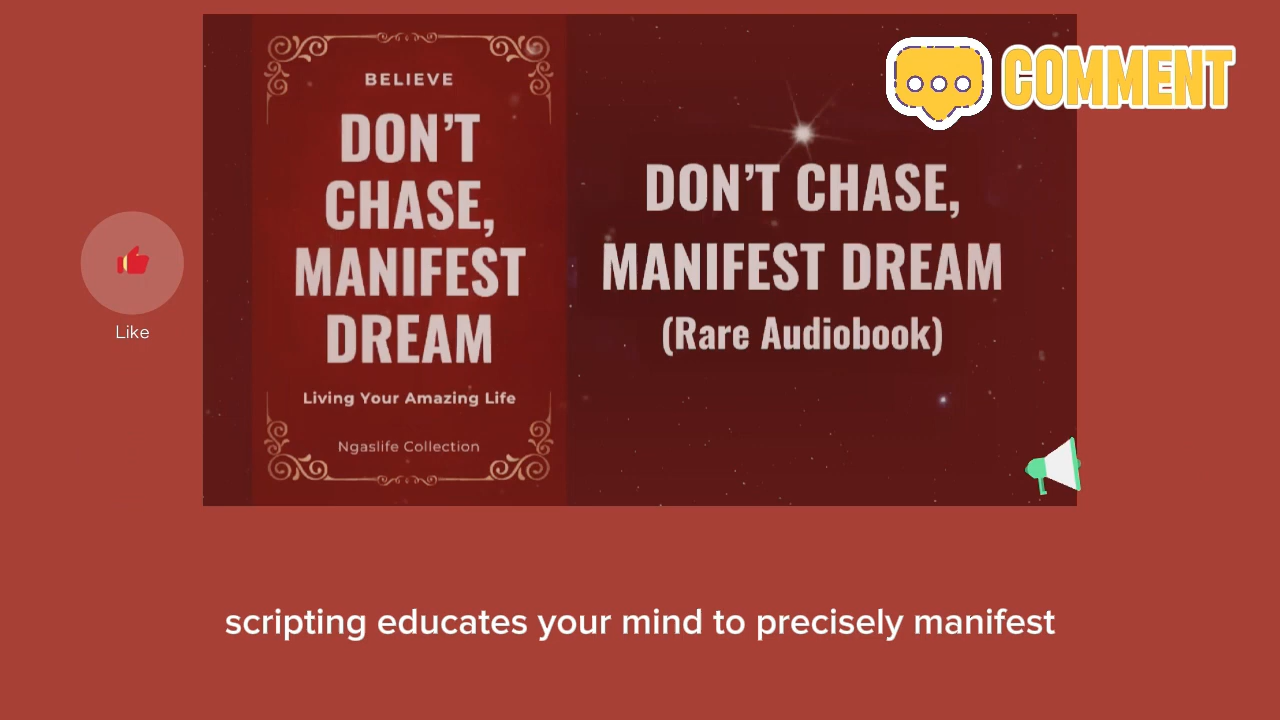 BELIEVE
DON’T
CHASE,
MANIFEST
DREAM
Living Your Amazing Life
Ngaslife Collection
DON’T CHASE,
MANIFEST DREAM
(Rare Audiobook)
COMMENT
Like
scripting educates your mind to precisely manifest